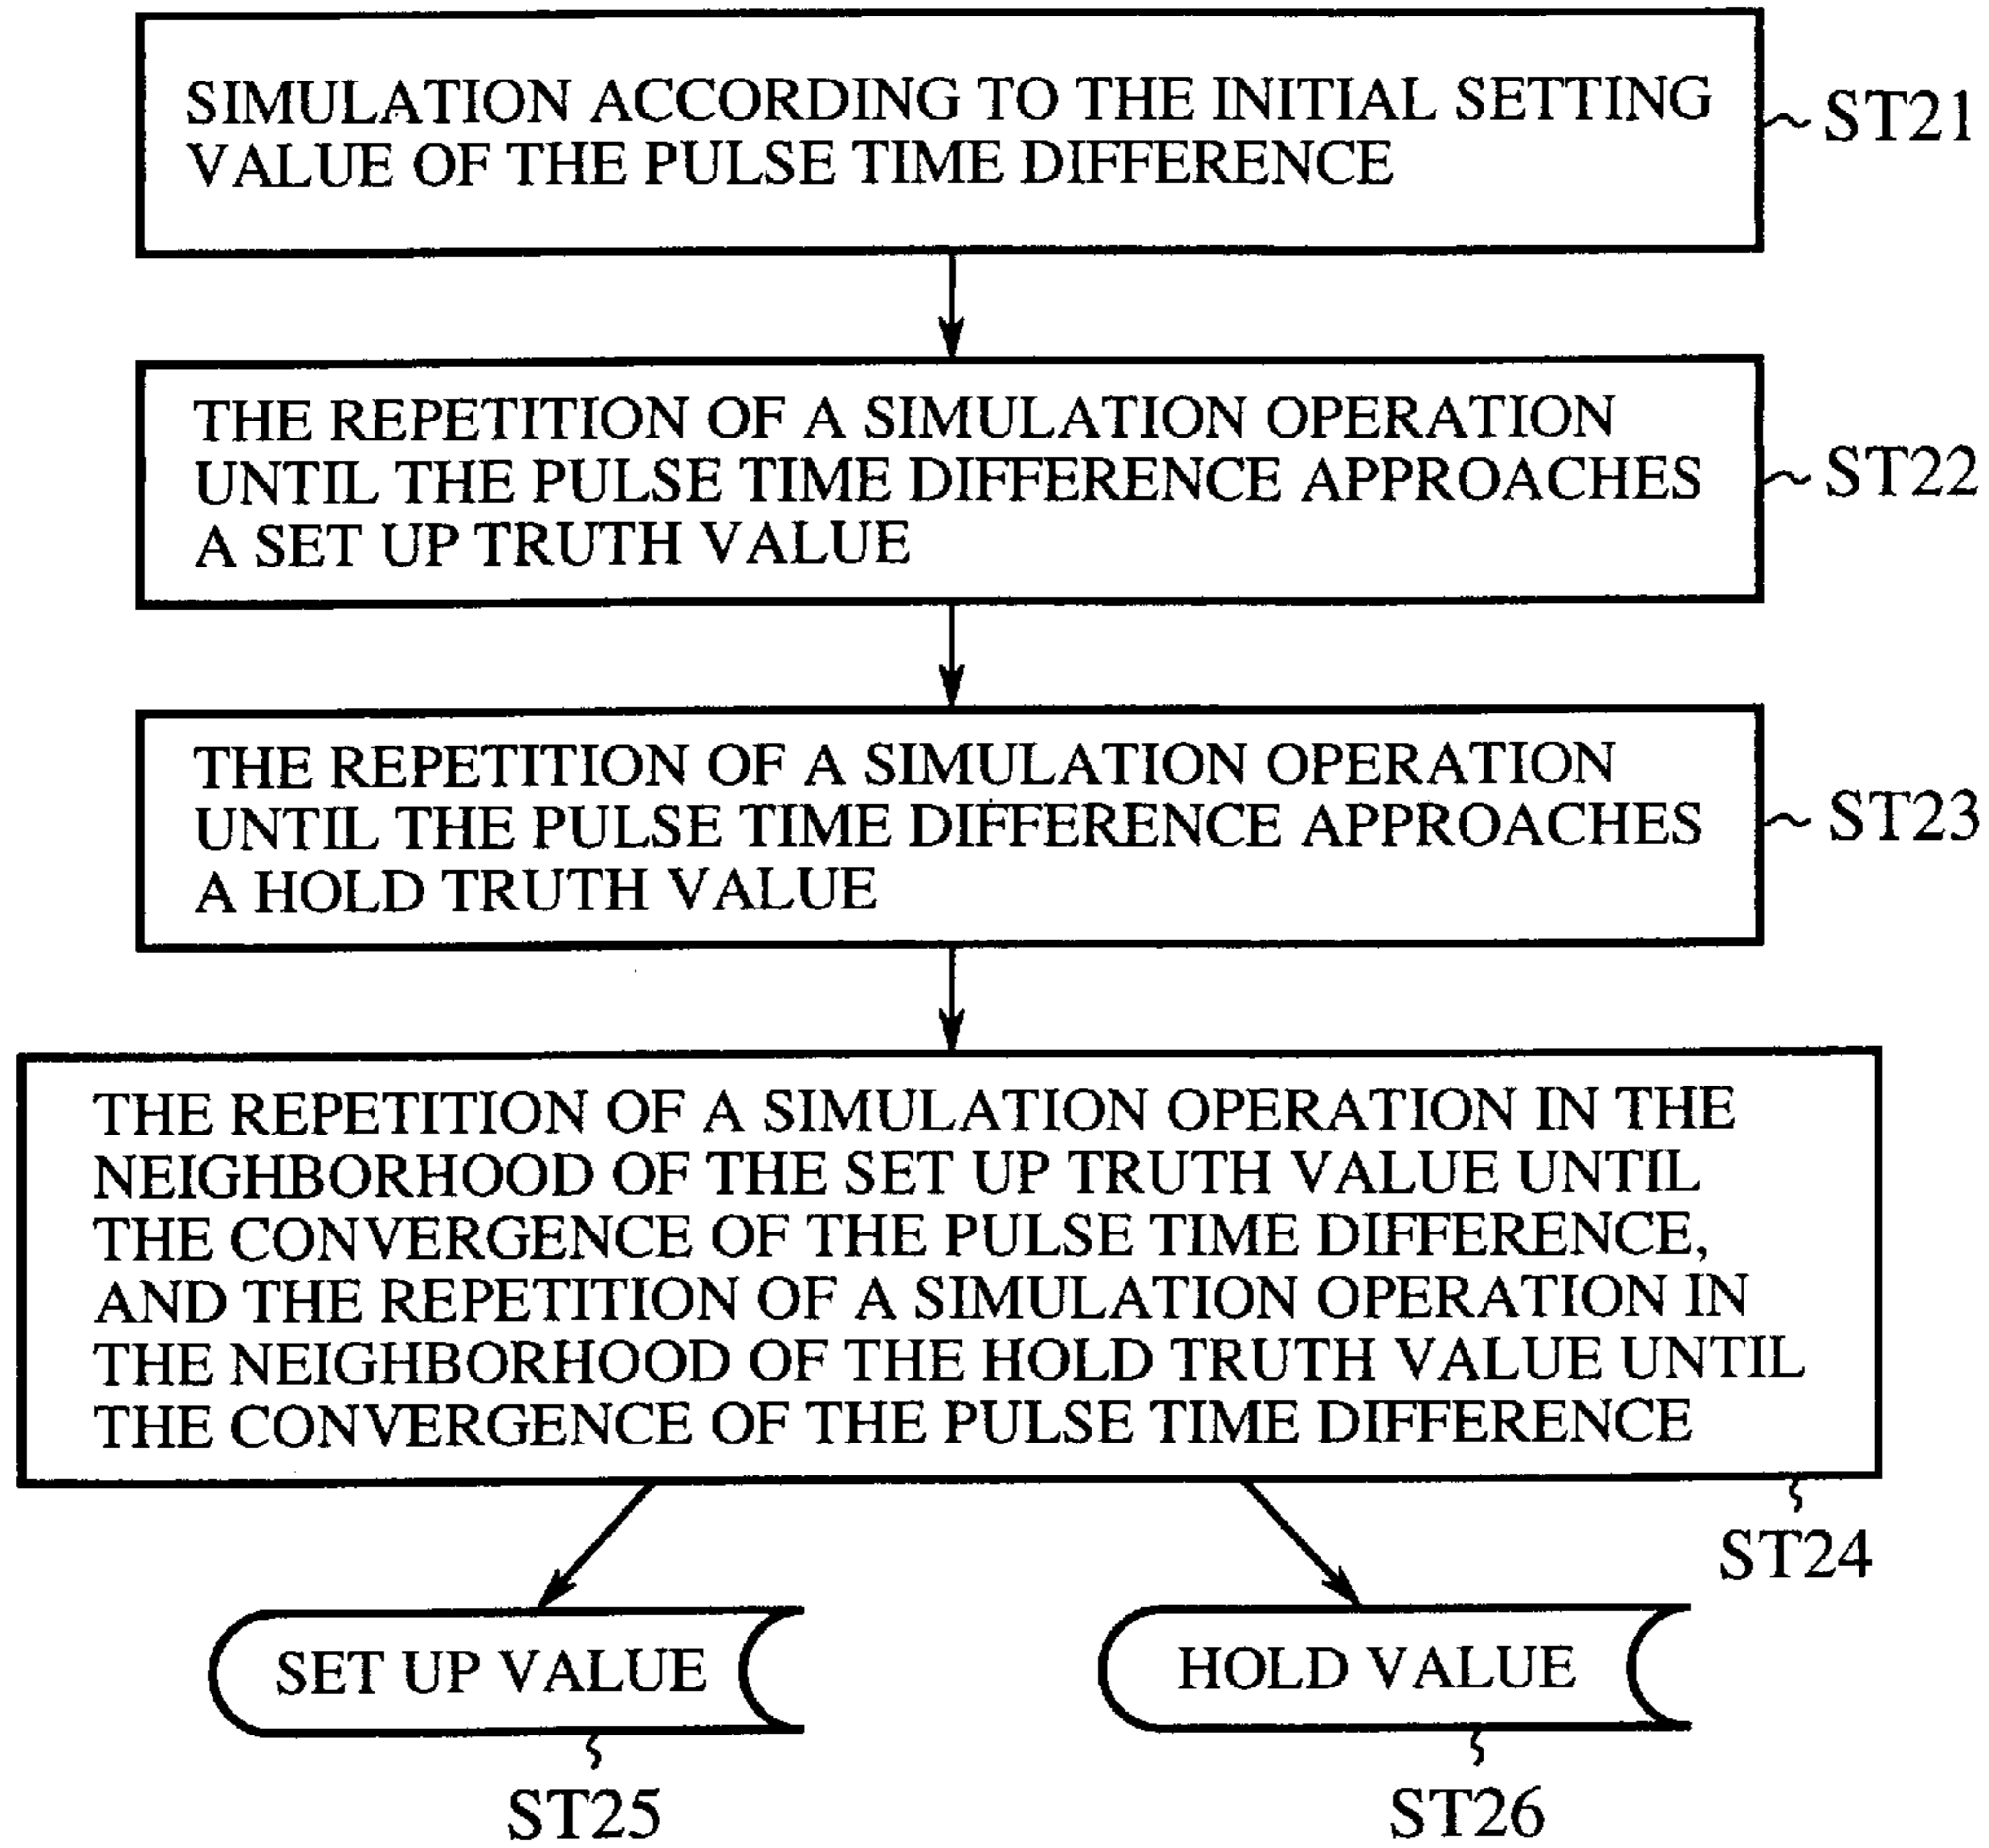 SIMULATION ACCORDING TO THE INITIAL SETTING
VALUE OF THE PULSE TIME DIFFERENCE
ST21
THE REPETITION OF A SIMULATION OPERATION
UNTIL THE PULSE TIME DIFFERENCE APPROACHES
A SET UP TRUTH VALUE
ST22
THE REPETITION OF A SIMULATION OPERATION
UNTIL THE PULSE TIME DIFFERENCE APPROACHES
A HOLD TRUTH VALUE
ST23
THE REPETITION OF A SIMULATION OPERATION IN THE
NEIGHBORHOOD OF THE SET UP TRUTH VALUE UNTIL
THE CONVERGENCE OF THE PULSE TIME DIFFERENCE,
AND THE REPETITION OF A SIMULATION OPERATION IN
THE NEIGHBORHOOD OF THE HOLD TRUTH VALUE UNTIL
THE CONVERGENCE OF THE PULSE TIME DIFFERENCE
ST24
SET UP VALUE
HOLD VALUE
ST25
ST26